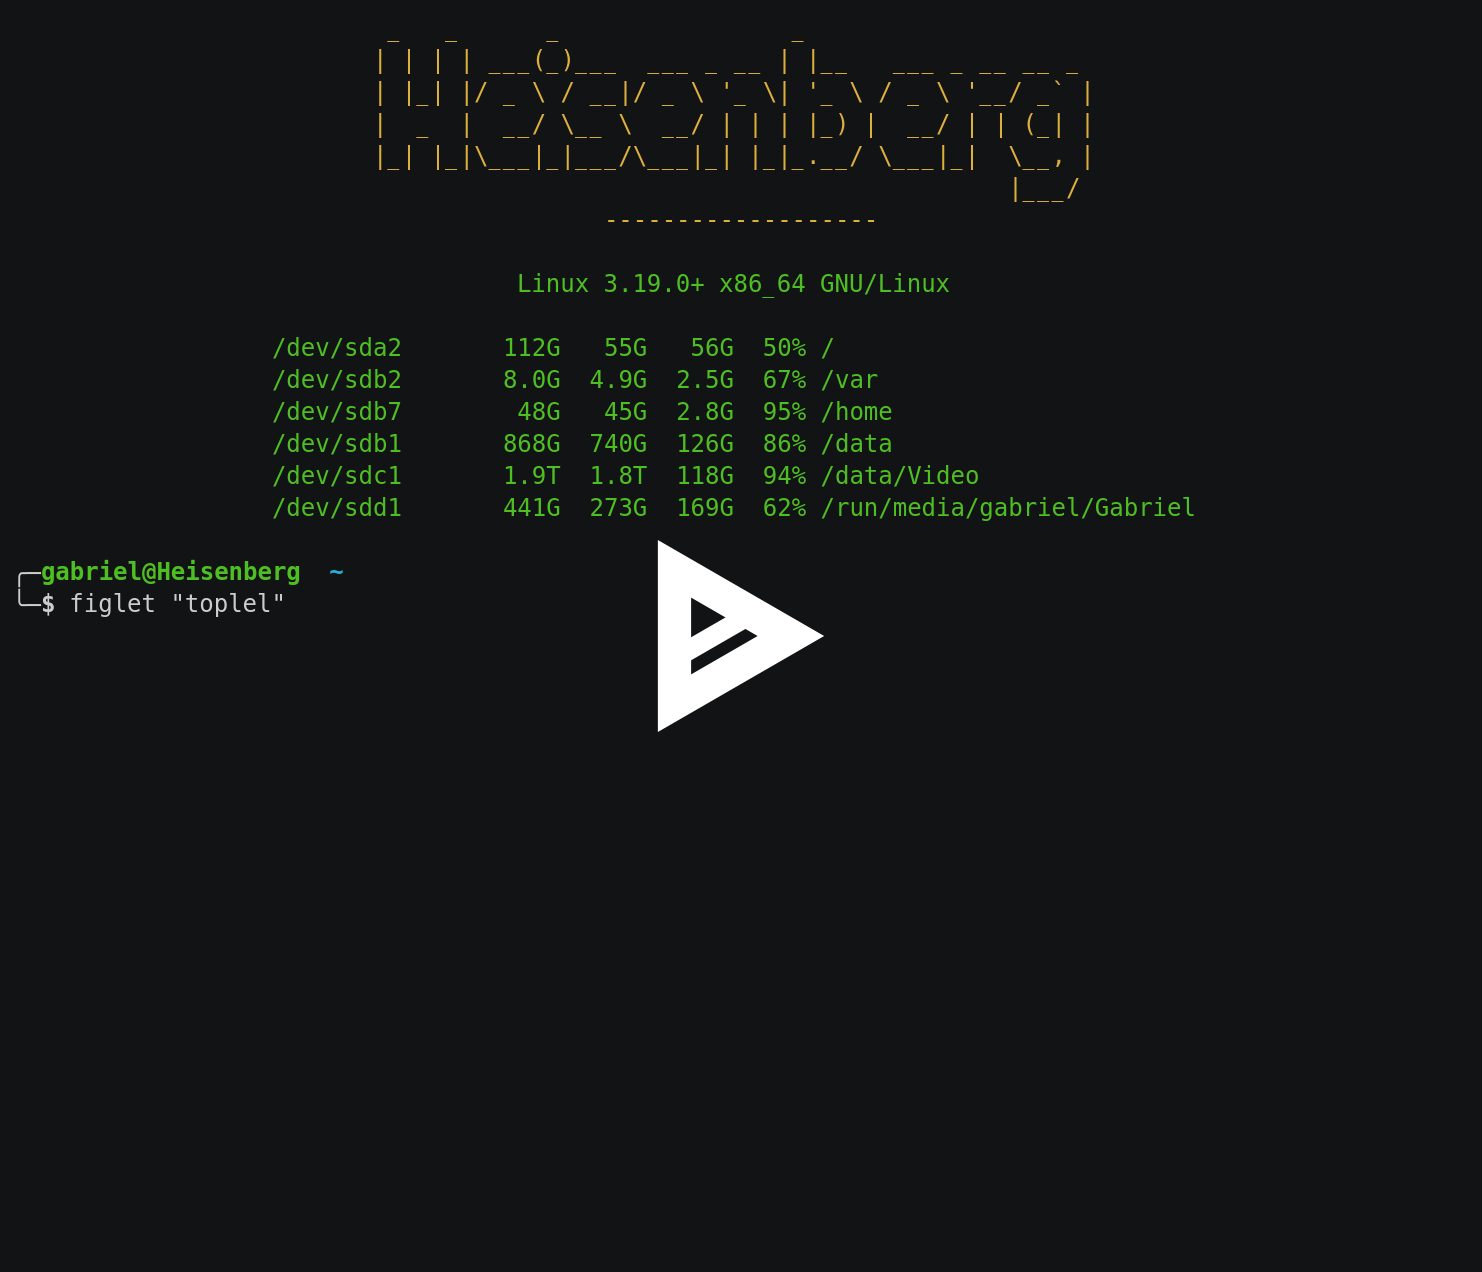 _   _      _                _
| | | | ___(_)___  ___ _ __ | |__   ___ _ __ __ _
| |_| |/ _ \ / __|/ _ \ '_ \| '_ \ / _ \ '__/ _` |
|  _  |  __/ \__ \  __/ | | | |_) |  __/ | | (_| |
|_| |_|\___|_|___/\___|_| |_|_.__/ \___|_|  \__, |
                                            |___/
-------------------
Linux 3.19.0+ x86_64 GNU/Linux
/dev/sda2       112G   55G   56G  50% /
/dev/sdb2       8.0G  4.9G  2.5G  67% /var
/dev/sdb7        48G   45G  2.8G  95% /home
/dev/sdb1       868G  740G  126G  86% /data
/dev/sdc1       1.9T  1.8T  118G  94% /data/Video
/dev/sdd1       441G  273G  169G  62% /run/media/gabriel/Gabriel
╭─gabriel@Heisenberg  ~
╰─$ figlet "toplel"